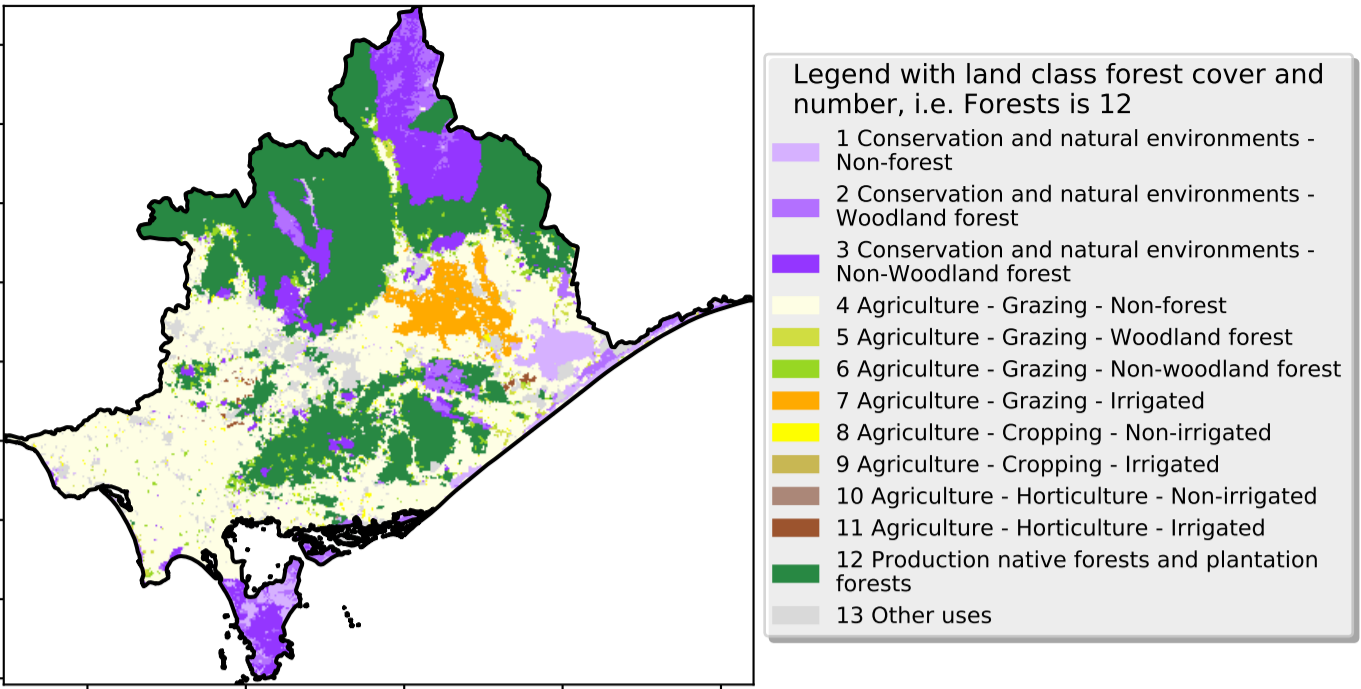 Legend with land class forest cover and
number, i.e. Forests is 12
1 Conservation and natural environments -
Non-forest
2 Conservation and natural environments -
Woodland forest
3 Conservation and natural environments -
Non-Woodland forest
4 Agriculture - Grazing - Non-forest
5 Agriculture - Grazing - Woodland forest
6 Agriculture - Grazing - Non-woodland forest
7 Agriculture - Grazing - Irrigated
8 Agriculture - Cropping - Non-irrigated
9 Agriculture - Cropping - Irrigated
10 Agriculture - Horticulture - Non-irrigated
11 Agriculture - Horticulture - Irrigated
12 Production native forests and plantation
forests
13 Other uses